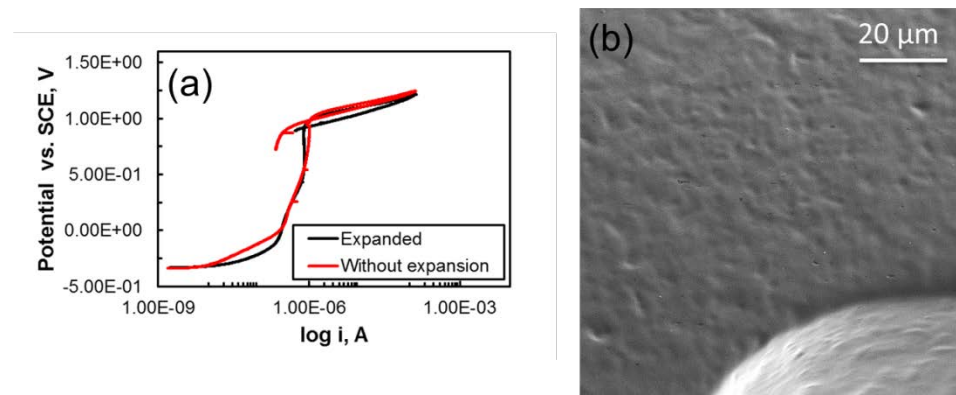 (a)
1.50E+00
1.00E+00
5.00E-01
0.00E+00
-5.00E-01
Potential vs. SCE, V
Expanded
Without expansion
1.00E-09
1.00E-06
1.00E-03
log i, A
(b)
20 µm